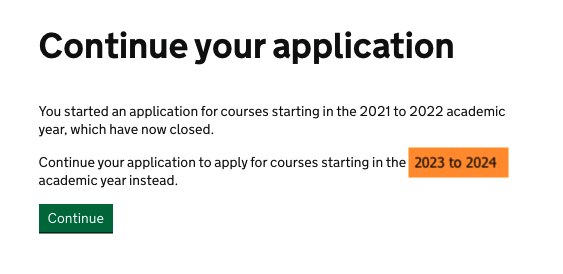 Continue your application
You started an application for courses starting in the 2021 to 2022 academic
year, which have now closed.
Continue your application to apply for courses starting in the 2023 to 2024
academic year instead.
Continue